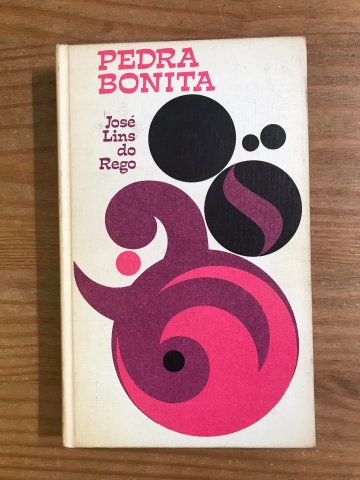 PEDRA
BONITA
José
Lins
do
Rego